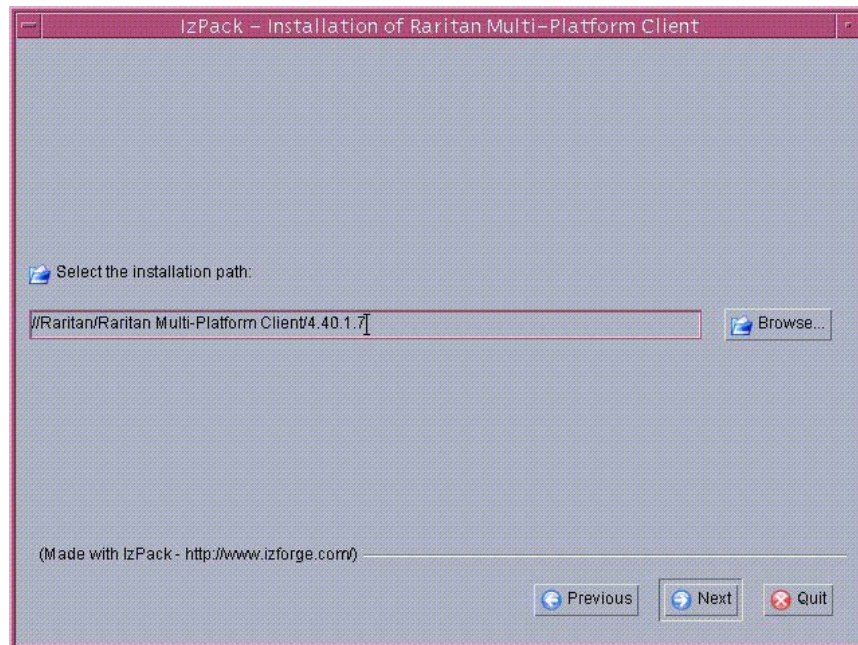 IzPack – Installation of Raritan Multi–Platform Client
Select the installation path:
//Raritan/Raritan Multi-Platform Client/4.40.1.7
Browse...
(Made with IzPack - http://www.izforge.com/)
Previous
Next
Quit